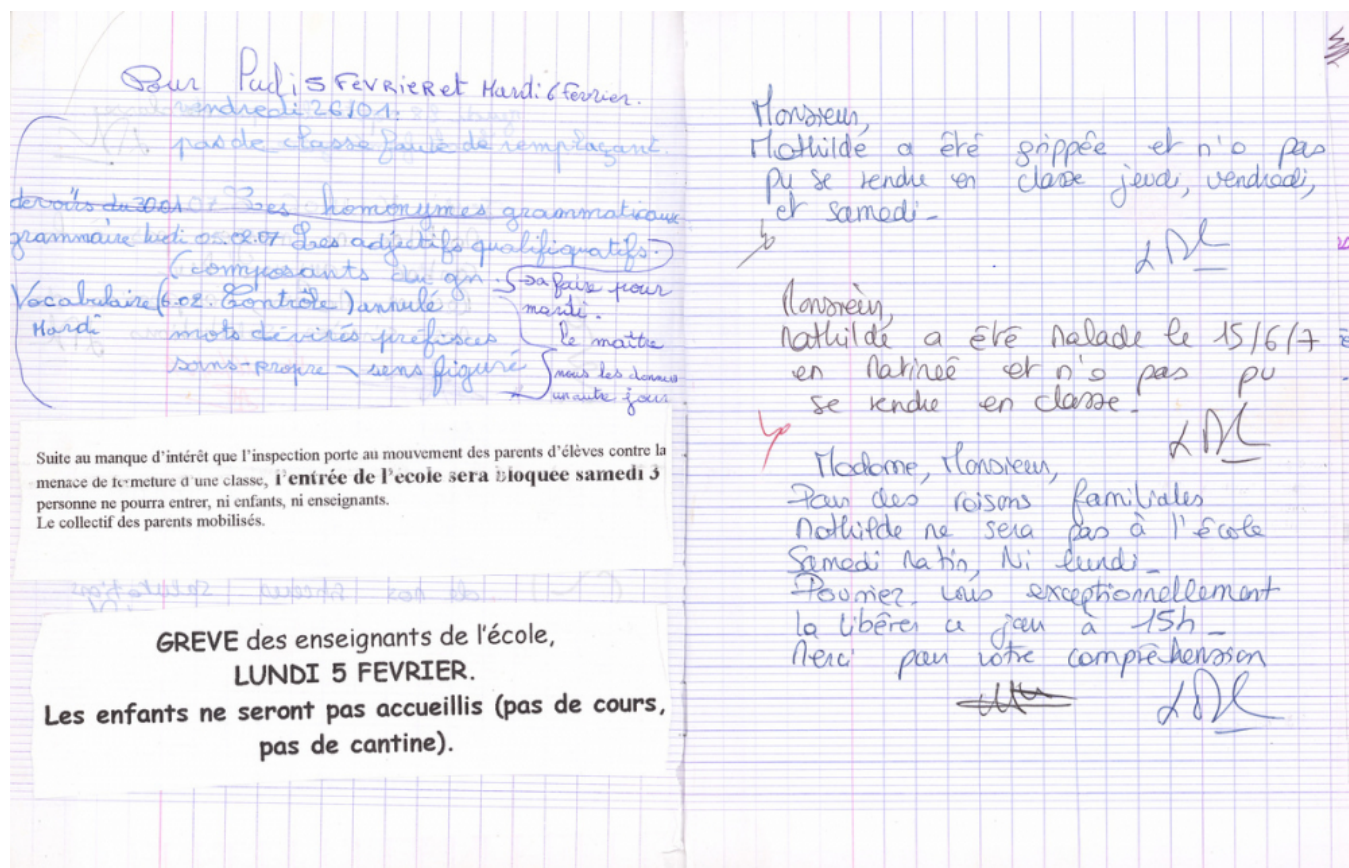 Pour lundi 5 FEVRIER et Mardi 6 fevrier.
vendredi 26/01:
pas de classe faute de remplaçant.
devoirs du 30.01.07 Les homonymes grammaticaux
grammaire lundi 05.02.07 Les adjectifs qualifiquatifs.
(composants du gn. → a faire pour
mardi.
Vocabulaire (6.02. Contrôle) annulé
Mardi mots dérivés préfixes le maître
sens-propre sens figuré nous les donne
un autre jour
Suite au manque d'intérêt que l'inspection porte au mouvement des parents d'élèves contre la
menace de fermeture d'une classe, l'entrée de l'école sera bloquée samedi 3
personne ne pourra entrer, ni enfants, ni enseignants.
Le collectif des parents mobilisés.
GREVE des enseignants de l'école,
LUNDI 5 FEVRIER.
Les enfants ne seront pas accueillis (pas de cours,
pas de cantine).
Monsieur,
Mathilde a été grippée et n'a pas
pu se rendre en classe jeudi, vendredi,
et samedi -
Monsieur,
Mathilde a été Malade le 15/6/7
en Matinée et n'a pas pu
se rendre en classe -
Madame, Monsieur,
Pour des raisons familiales
Mathilde ne sera pas à l'école
Samedi Matin, Ni lundi -
Pourriez vous exceptionnellement
la libérer ce jour à 15h -
Merci pour votre compréhension